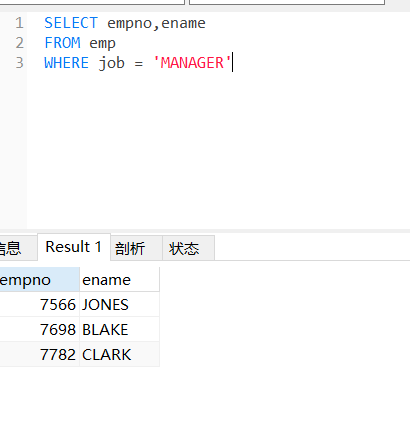 1 SELECT empno,ename
2 FROM emp
3 WHERE job = 'MANAGER'
信息 Result 1 剖析 状态
empno ename
7566 JONES
7698 BLAKE
7782 CLARK